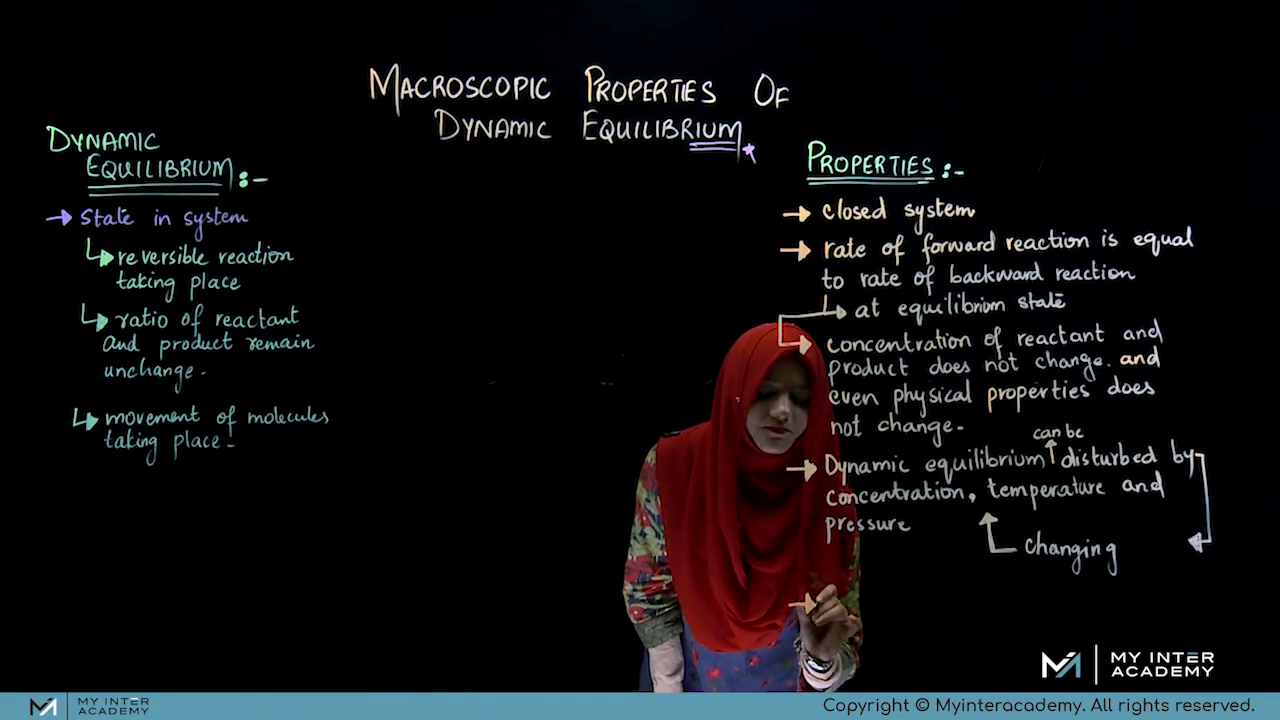 MACROSCOPIC PROPERTIES OF
DYNAMIC EQUILIBRIUM
DYNAMIC
EQUILIBRIUM :-
→ State in system
reversible reaction
taking place
ratio of reactant
and product remain
unchange.
movement of molecules
taking place -
PROPERTIES :-
→ closed system
→ rate of forward reaction is equal
to rate of backward reaction
→ at equilibrium state
→ concentration of reactant and
product does not change. and
even physical properties does
not change.
can be
→ Dynamic equilibrium disturbed by
concentration, temperature and
pressure
changing
MY INTER
ACADEMY
MY INTER
ACADEMY
Copyright © Myinteracademy. All rights reserved.